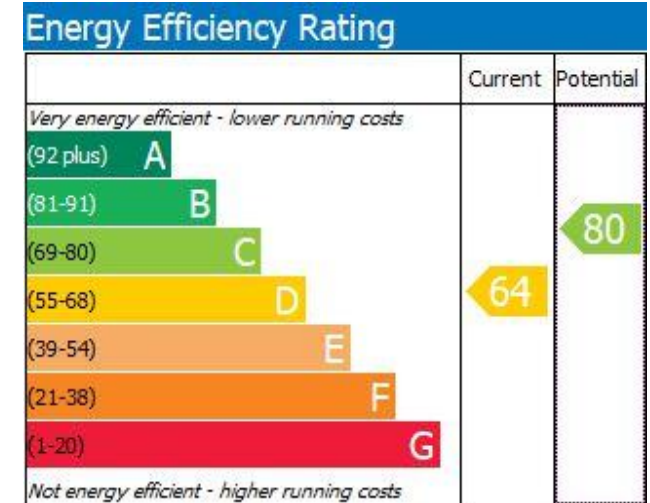 Energy Efficiency Rating
Current Potential
Very energy efficient - lower running costs
(92 plus) A
(81-91) B
(69-80) C
80
(55-68) D
64
(39-54) E
(21-38) F
(1-20) G
Not energy efficient - higher running costs